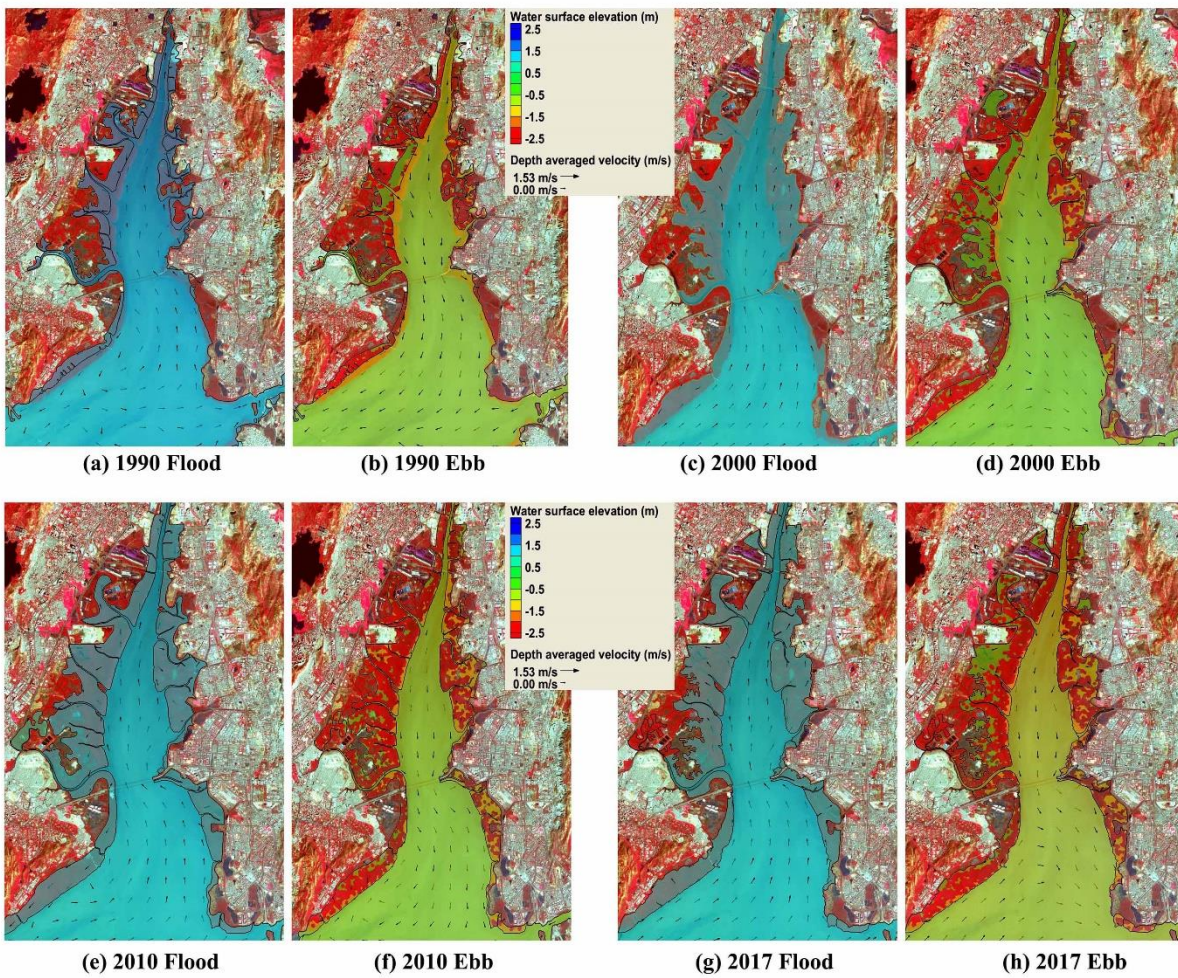 Water surface elevation (m)
2.5
1.5
0.5
-0.5
-1.5
-2.5
Depth averaged velocity (m/s)
1.53 m/s
0.00 m/s
(a) 1990 Flood
(b) 1990 Ebb
(c) 2000 Flood
(d) 2000 Ebb
Water surface elevation (m)
2.5
1.5
0.5
-0.5
-1.5
-2.5
Depth averaged velocity (m/s)
1.53 m/s
0.00 m/s
(e) 2010 Flood
(f) 2010 Ebb
(g) 2017 Flood
(h) 2017 Ebb